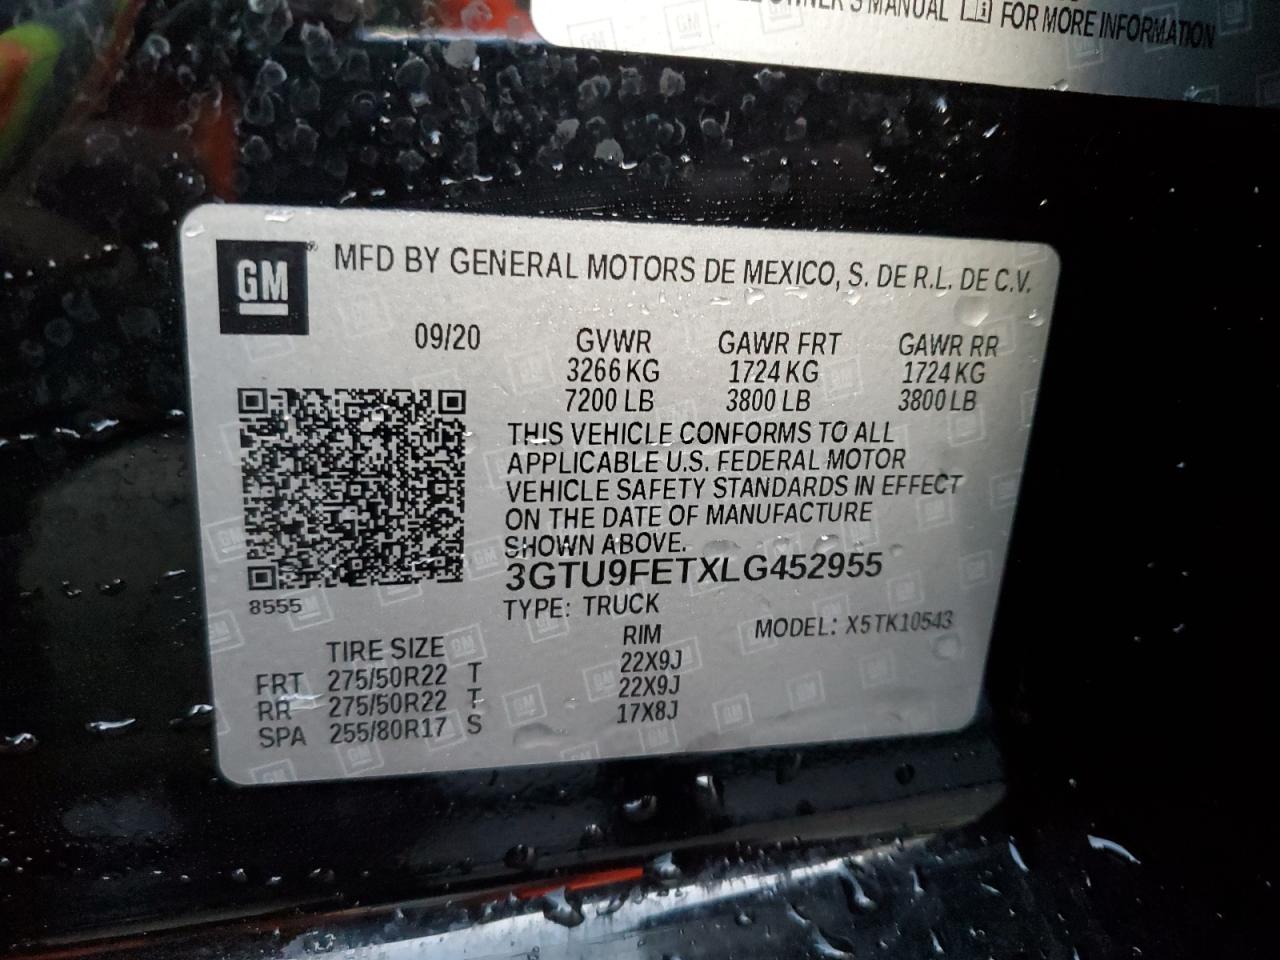 OWNER'S MANUAL FOR MORE INFORMATION
GM® MFD BY GENERAL MOTORS DE MEXICO, S. DE R.L. DE C.V.
09/20 GVWR GAWR FRT GAWR RR
3266 KG 1724 KG 1724 KG
7200 LB 3800 LB 3800 LB
THIS VEHICLE CONFORMS TO ALL
APPLICABLE U.S. FEDERAL MOTOR
VEHICLE SAFETY STANDARDS IN EFFECT
ON THE DATE OF MANUFACTURE
SHOWN ABOVE.
3GTU9FETXLG452955
8555
TYPE: TRUCK
MODEL: X5TK10543
TIRE SIZE RIM
FRT 275/50R22 T 22X9J
RR 275/50R22 T 22X9J
SPA 255/80R17 S 17X8J